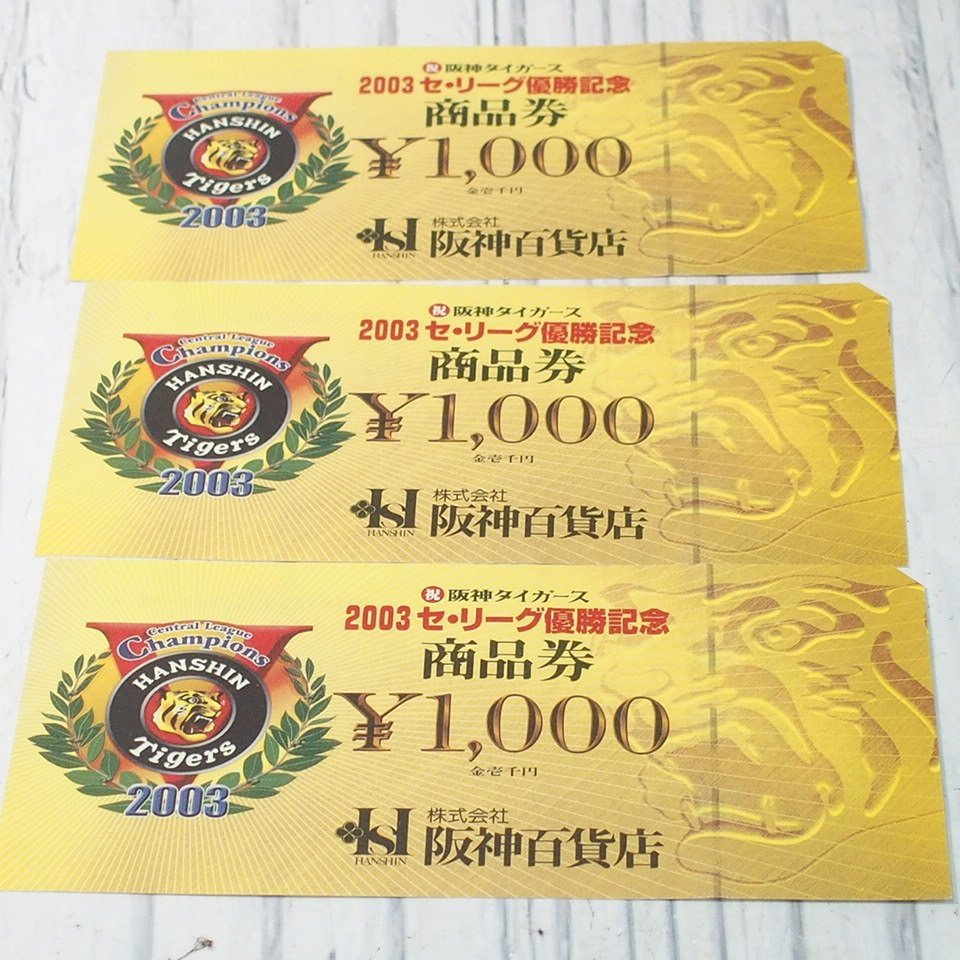 Central League
Champions
HANSHIN
Tigers
2003
祝 阪神タイガース
2003 セ・リーグ優勝記念
商品券
¥1,000
金壱千円
HANSHIN
株式会社
阪神百貨店
Central League
Champions
HANSHIN
Tigers
2003
祝 阪神タイガース
2003 セ・リーグ優勝記念
商品券
¥1,000
金壱千円
HANSHIN
株式会社
阪神百貨店
Central League
Champions
HANSHIN
Tigers
2003
祝 阪神タイガース
2003 セ・リーグ優勝記念
商品券
¥1,000
金壱千円
HANSHIN
株式会社
阪神百貨店